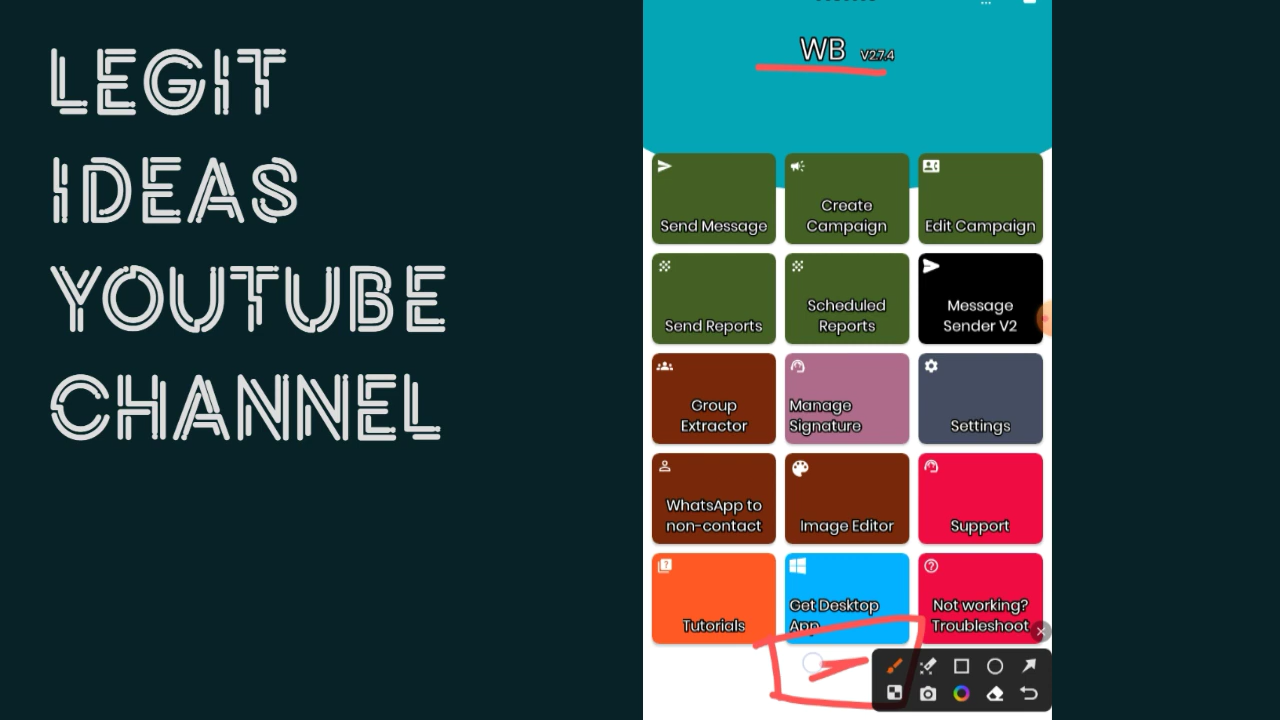 LEGIT
IDEAS
YOUTUBE
CHANNEL
WB V2.7.4
Send Message
Create
Campaign
Edit Campaign
Send Reports
Scheduled
Reports
Message
Sender V2
Group
Extractor
Manage
Signature
Settings
WhatsApp to
non-contact
Image Editor
Support
Tutorials
Get Desktop
App
Not working?
Troubleshoot